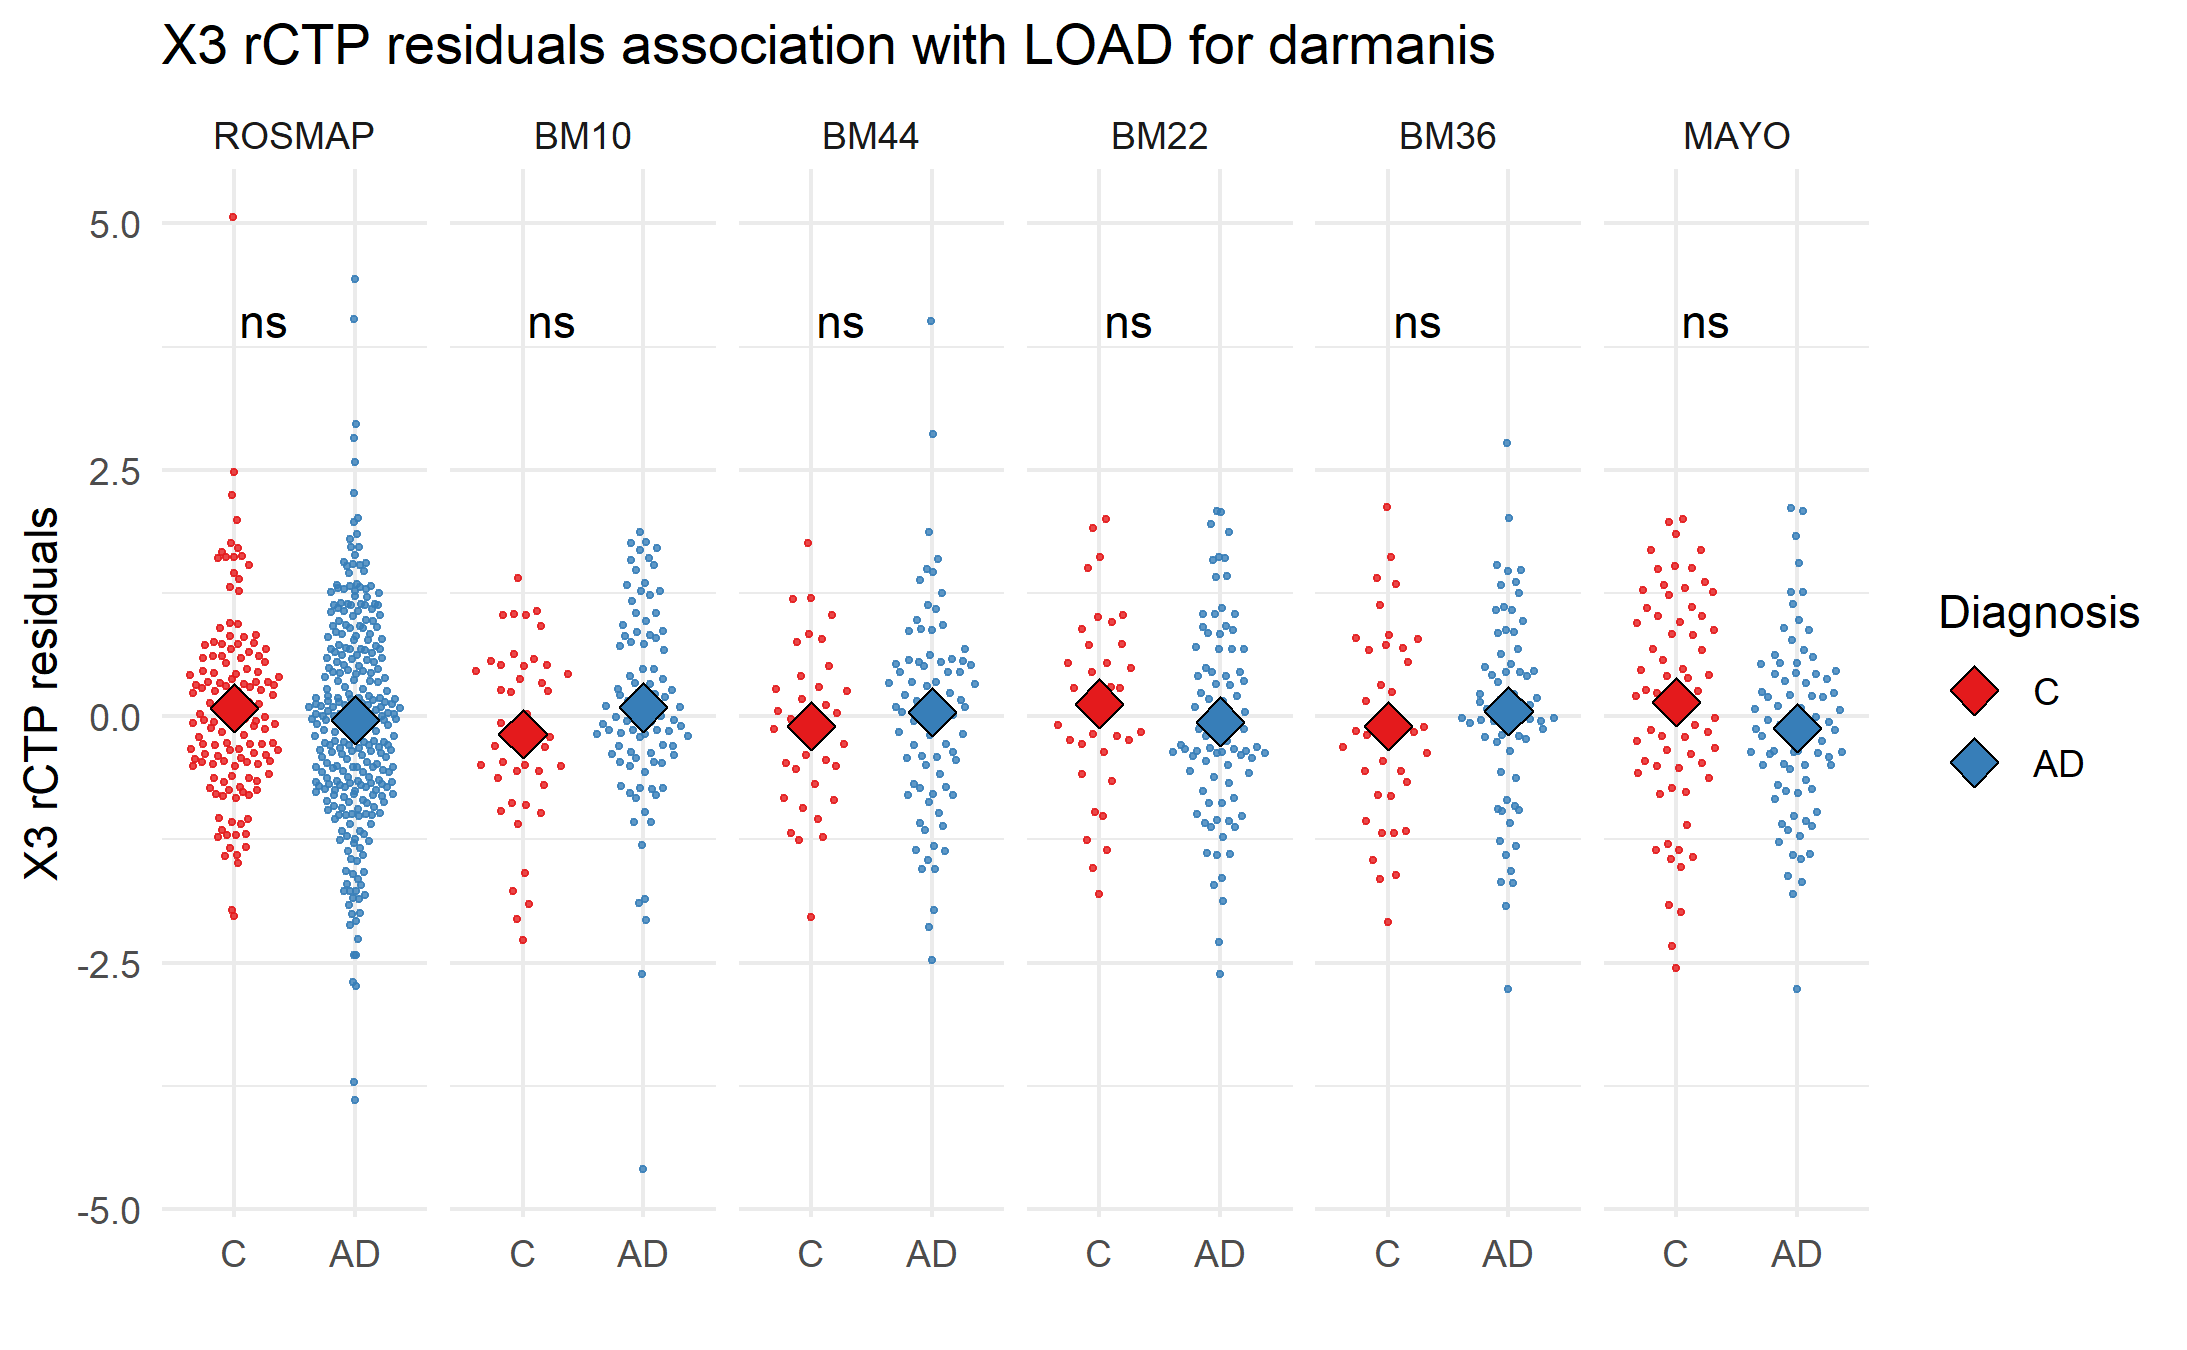 X3 rCTP residuals association with LOAD for darmanis
ROSMAP BM10 BM44 BM22 BM36 MAYO
5.0
ns ns ns ns ns ns
2.5
X3 rCTP residuals
0.0
-2.5
-5.0
C AD C AD C AD C AD C AD C AD
Diagnosis
C
AD